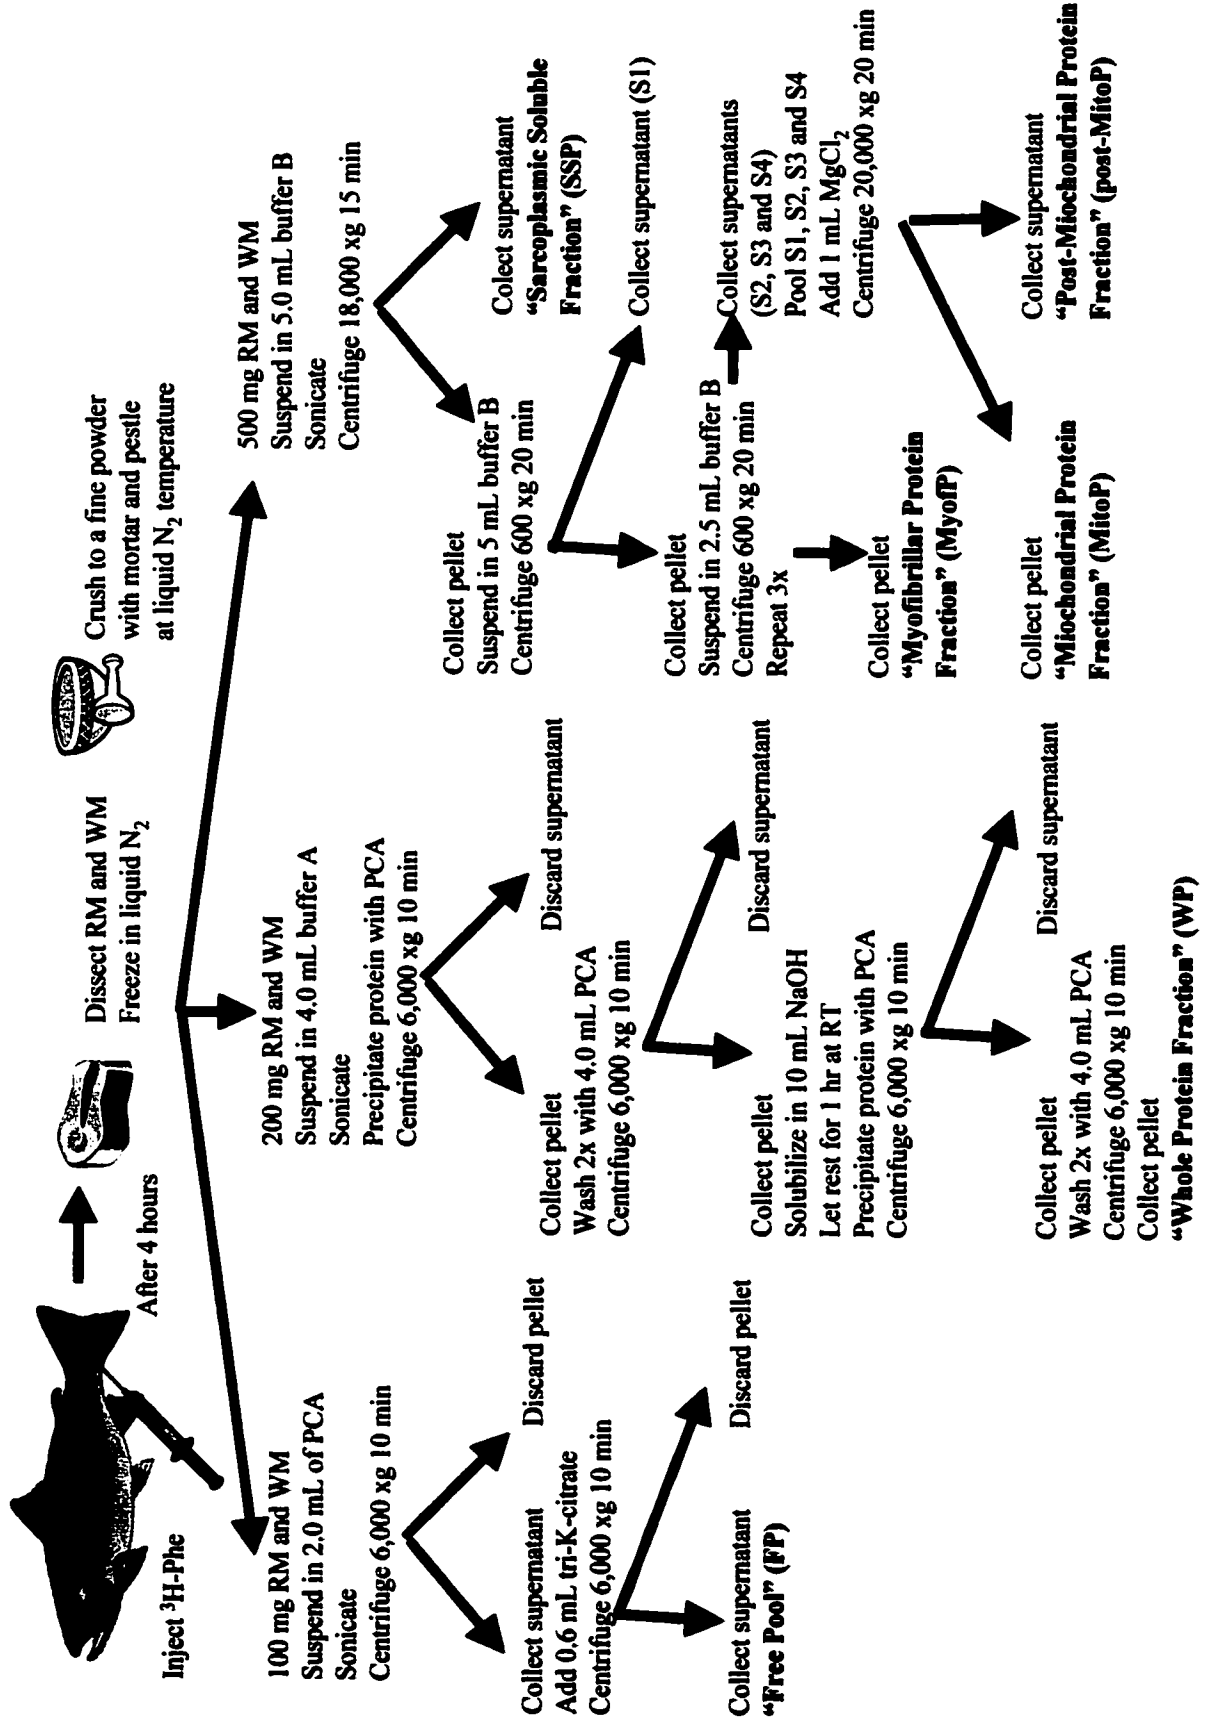 Inject ³H-Phe
After 4 hours
Dissect RM and WM
Freeze in liquid N₂
Crush to a fine powder
with mortar and pestle
at liquid N₂ temperature
100 mg RM and WM
Suspend in 2.0 mL of PCA
Sonicate
Centrifuge 6,000 xg 10 min
Collect supernatant
Add 0.6 mL tri-K-citrate
Centrifuge 6,000 xg 10 min
Discard pellet
Collect supernatant
“Free Pool” (FP)
Discard pellet
200 mg RM and WM
Suspend in 4.0 mL buffer A
Sonicate
Precipitate protein with PCA
Centrifuge 6,000 xg 10 min
Collect pellet
Wash 2x with 4.0 mL PCA
Centrifuge 6,000 xg 10 min
Discard supernatant
Collect pellet
Solubilize in 10 mL NaOH
Let rest for 1 hr at RT
Precipitate protein with PCA
Centrifuge 6,000 xg 10 min
Discard supernatant
Collect pellet
Wash 2x with 4.0 mL PCA
Centrifuge 6,000 xg 10 min
Collect pellet
“Whole Protein Fraction” (WP)
Discard supernatant
500 mg RM and WM
Suspend in 5.0 mL buffer B
Sonicate
Centrifuge 18,000 xg 15 min
Collect pellet
Suspend in 5 mL buffer B
Centrifuge 600 xg 20 min
Colect supernatant
“Sarcoplasmic Soluble
Fraction” (SSP)
Collect supernatant (S1)
Collect pellet
Suspend in 2.5 mL buffer B
Centrifuge 600 xg 20 min
Repeat 3x
Collect supernatants
(S2, S3 and S4)
Pool S1, S2, S3 and S4
Add 1 mL MgCl₂
Centrifuge 20,000 xg 20 min
Collect pellet
“Myofibrillar Protein
Fraction” (MyofP)
Collect pellet
“Miochondrial Protein
Fraction” (MitoP)
Collect supernatant
“Post-Miochondrial Protein
Fraction” (post-MitoP)